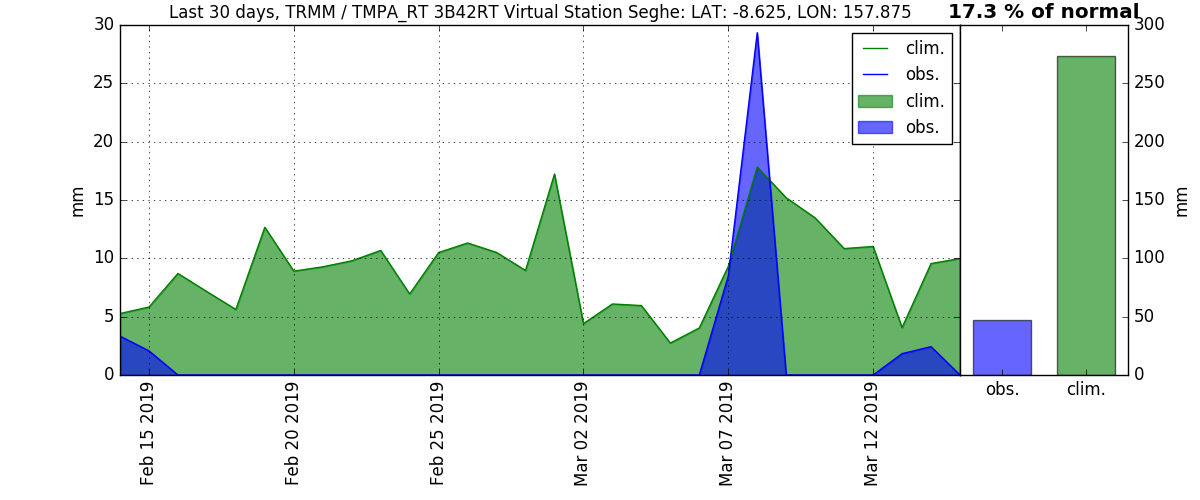 Last 30 days, TRMM / TMPA_RT 3B42RT Virtual Station Seghe: LAT: -8.625, LON: 157.875
17.3 % of normal
30
25
20
15
10
5
0
mm
clim.
obs.
clim.
obs.
300
250
200
150
100
50
0
mm
obs.
clim.
Feb 15 2019
Feb 20 2019
Feb 25 2019
Mar 02 2019
Mar 07 2019
Mar 12 2019